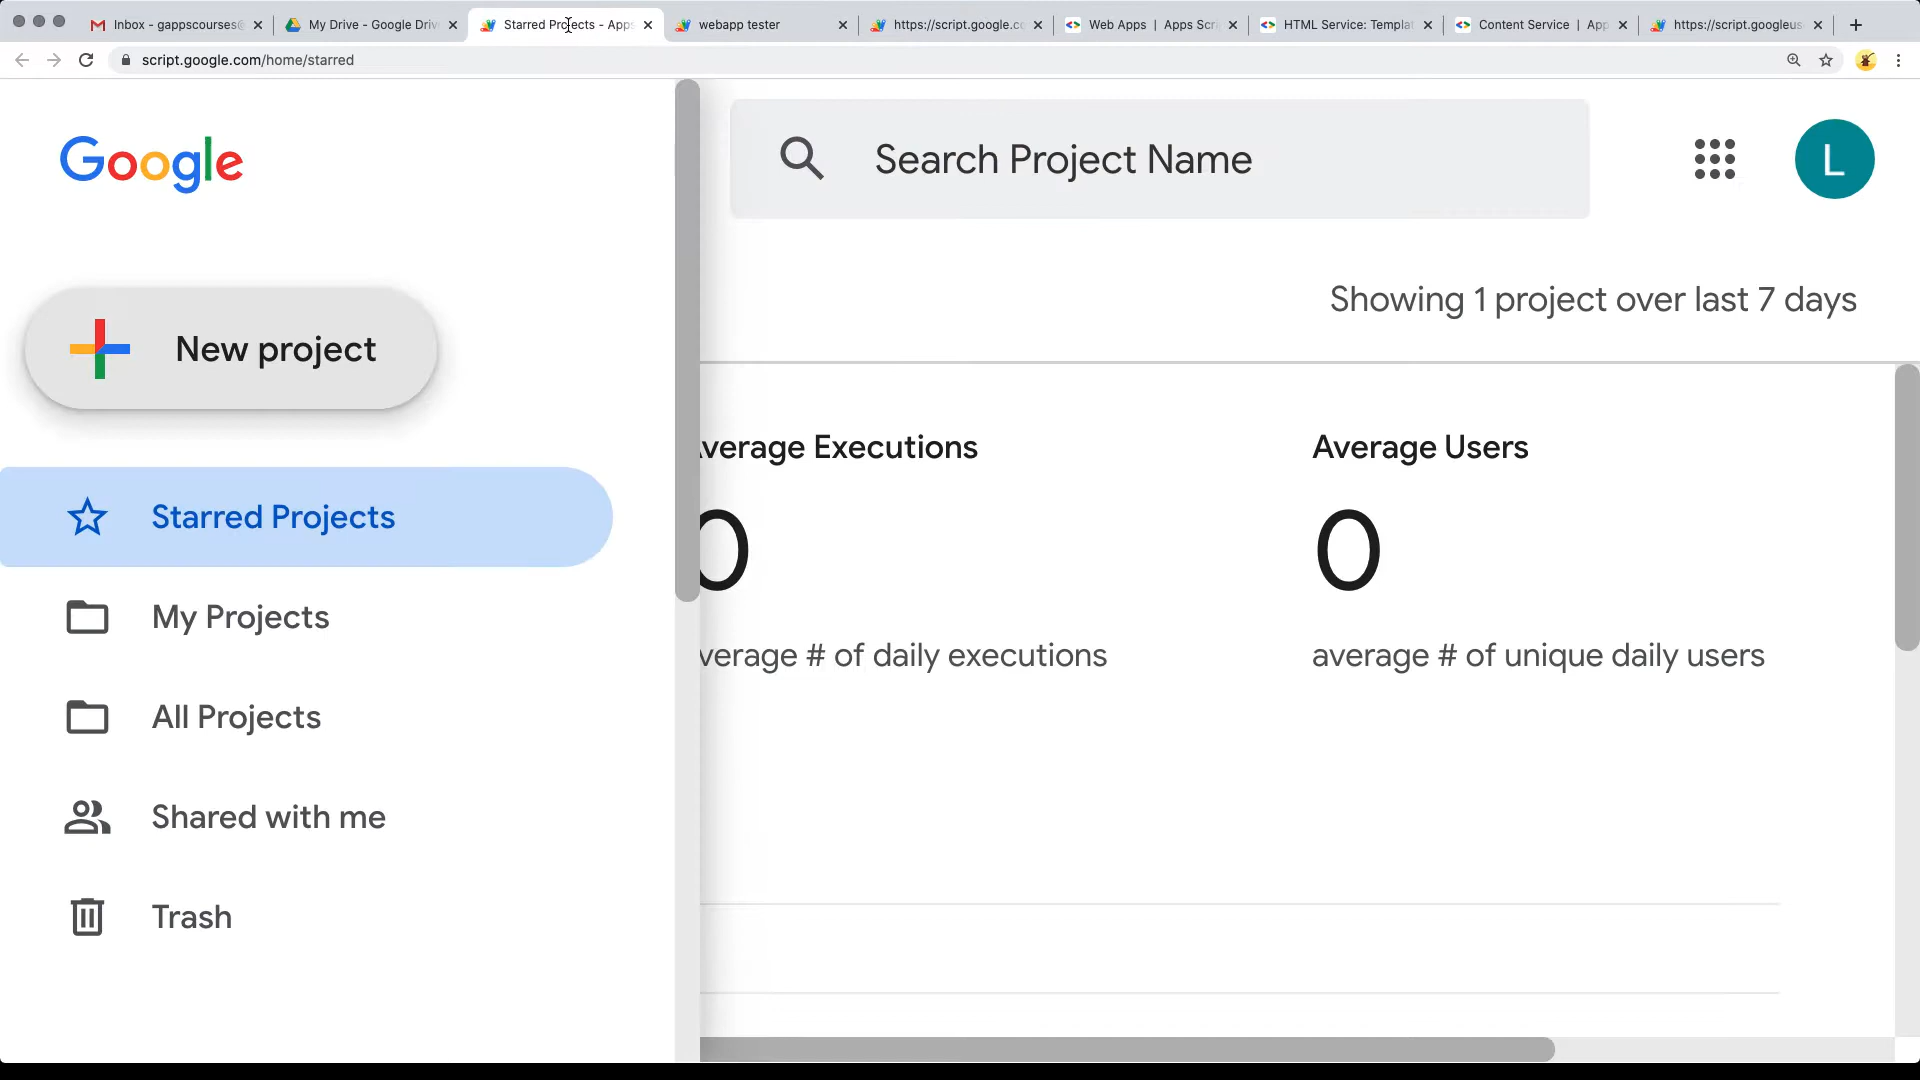 Inbox - gappscourses@
My Drive - Google Driv
Starred Projects - Apps
webapp tester
https://script.google.co
Web Apps | Apps Scri
HTML Service: Templat
Content Service | App
https://script.googleus
script.google.com/home/starred
Google
Search Project Name
L
New project
Showing 1 project over last 7 days
Starred Projects
My Projects
All Projects
Shared with me
Trash
verage Executions
0
verage # of daily executions
Average Users
0
average # of unique daily users